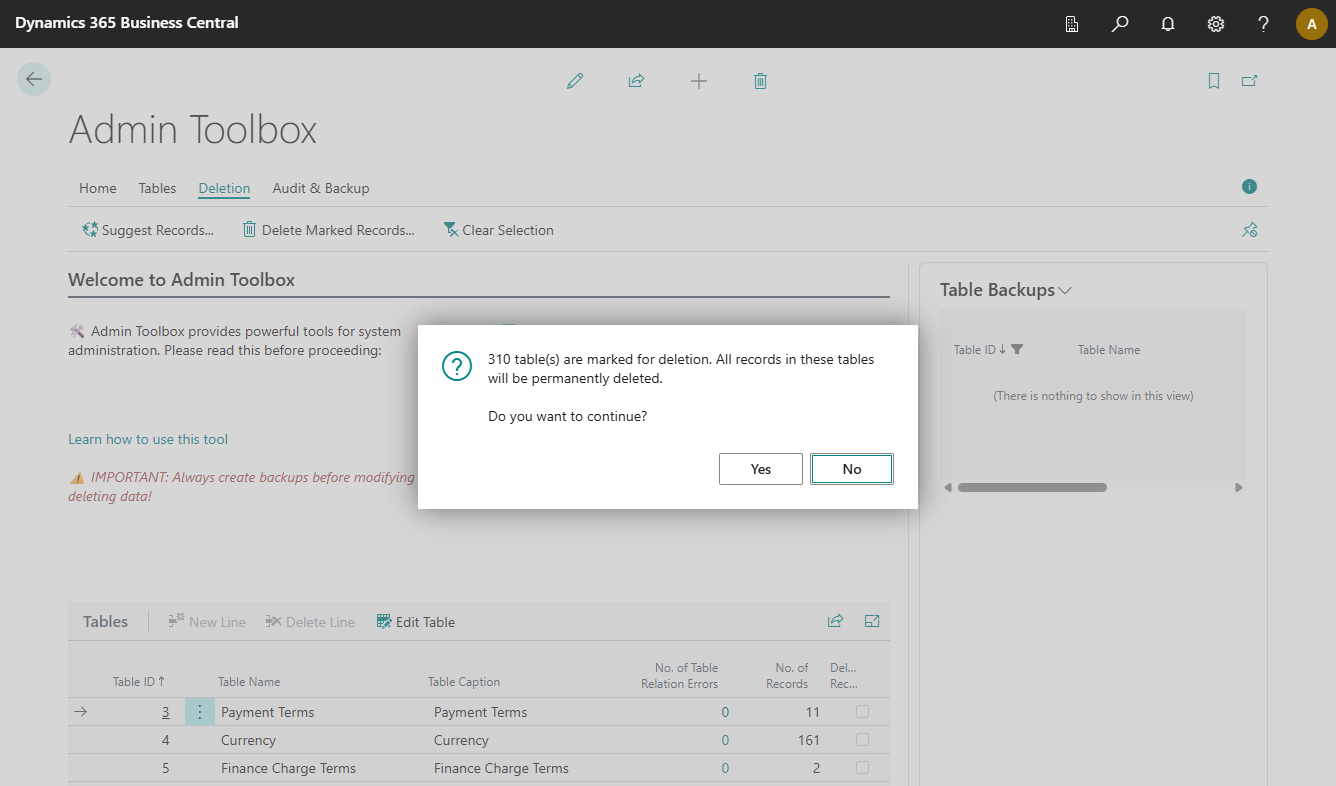 Dynamics 365 Business Central
A
Admin Toolbox
Home Tables Deletion Audit & Backup
Suggest Records... Delete Marked Records... Clear Selection
Welcome to Admin Toolbox
Admin Toolbox provides powerful tools for system
administration. Please read this before proceeding:
Learn how to use this tool
IMPORTANT: Always create backups before modifying
deleting data!
310 table(s) are marked for deletion. All records in these tables
will be permanently deleted.
Do you want to continue?
Yes No
Table Backups
Table ID ↓ Table Name
(There is nothing to show in this view)
Tables New Line Delete Line Edit Table
Table ID ↑ Table Name Table Caption No. of Table Relation Errors No. of Records Del... Rec...
3 Payment Terms Payment Terms 0 11
4 Currency Currency 0 161
5 Finance Charge Terms Finance Charge Terms 0 2